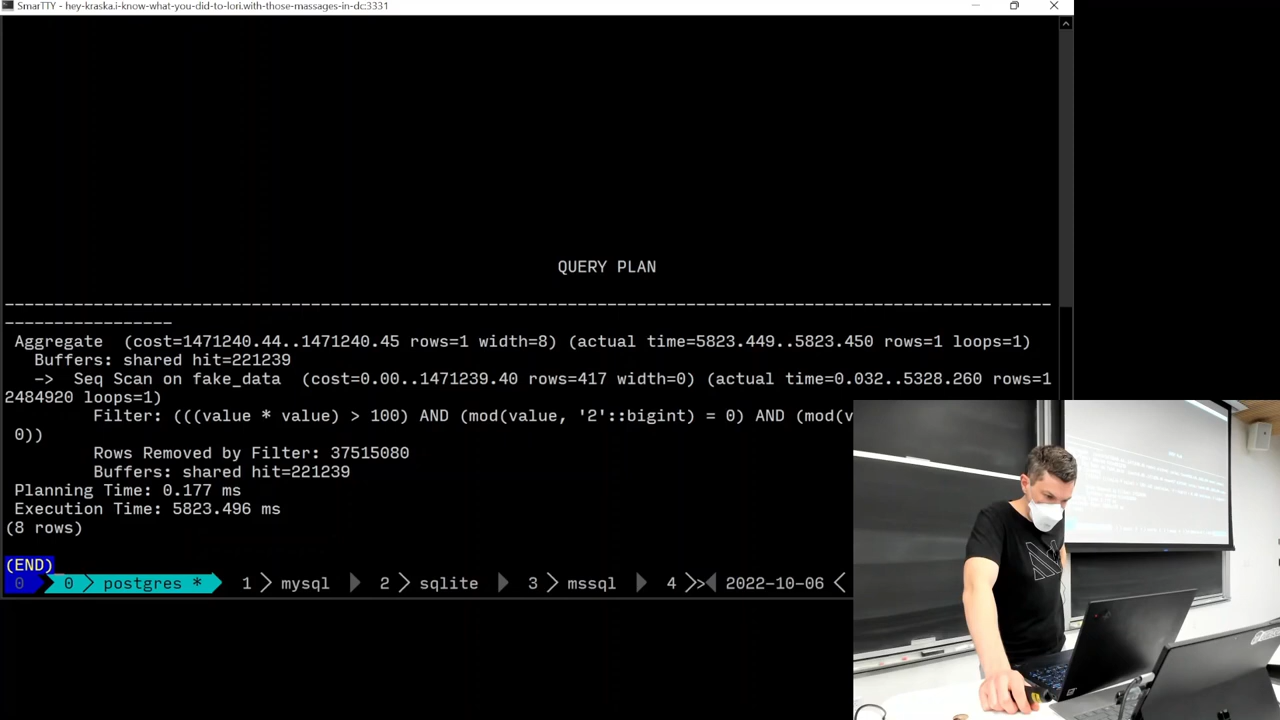 SmarTTY - hey-kraska.i-know-what-you-did-to-lori.with-those-massages-in-dc:3331
QUERY PLAN
----------------------------------------------------------------------------------------------------------
-----------------
Aggregate  (cost=1471240.44..1471240.45 rows=1 width=8) (actual time=5823.449..5823.450 rows=1 loops=1)
Buffers: shared hit=221239
->  Seq Scan on fake_data  (cost=0.00..1471239.40 rows=417 width=0) (actual time=0.032..5328.260 rows=1
2484920 loops=1)
Filter: (((value * value) > 100) AND (mod(value, '2'::bigint) = 0) AND (mod(v
0))
Rows Removed by Filter: 37515080
Buffers: shared hit=221239
Planning Time: 0.177 ms
Execution Time: 5823.496 ms
(8 rows)
(END)
0 0 postgres * 1 mysql 2 sqlite 3 mssql 4 >> 2022-10-06